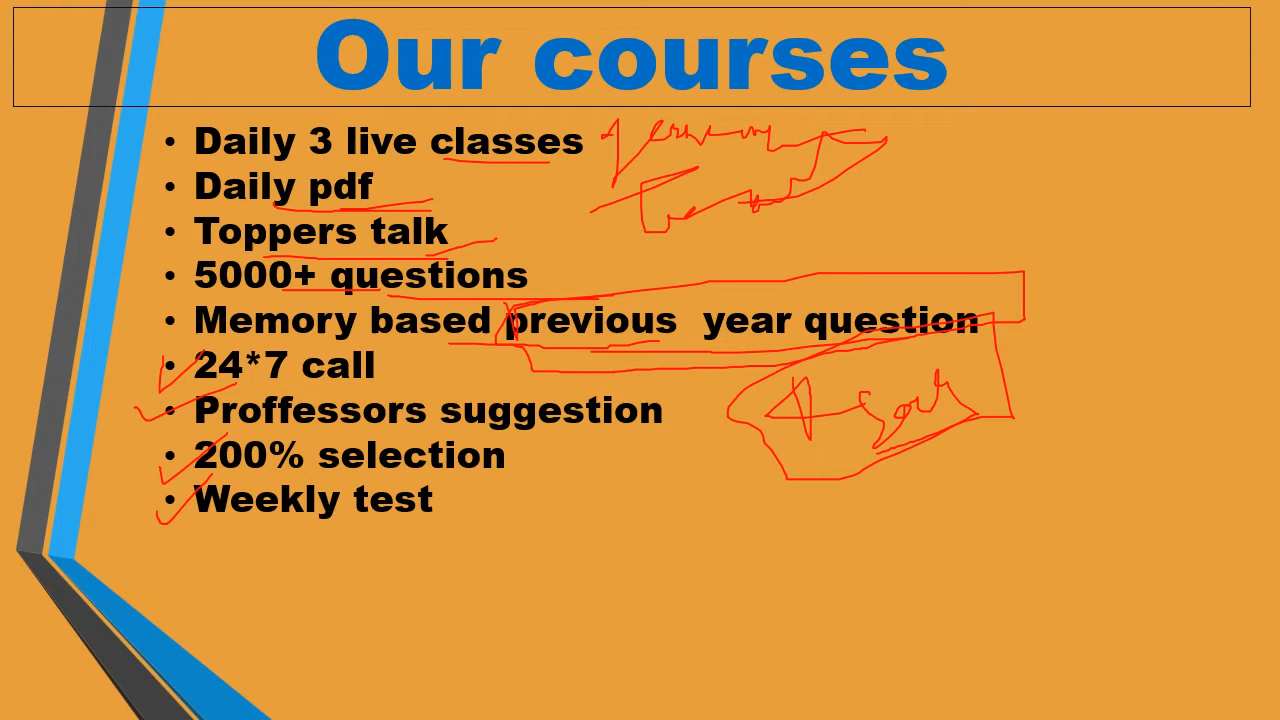 Our courses
• Daily 3 live classes
• Daily pdf
• Toppers talk
• 5000+ questions
• Memory based previous year question
• 24*7 call
• Proffessors suggestion
• 200% selection
• Weekly test